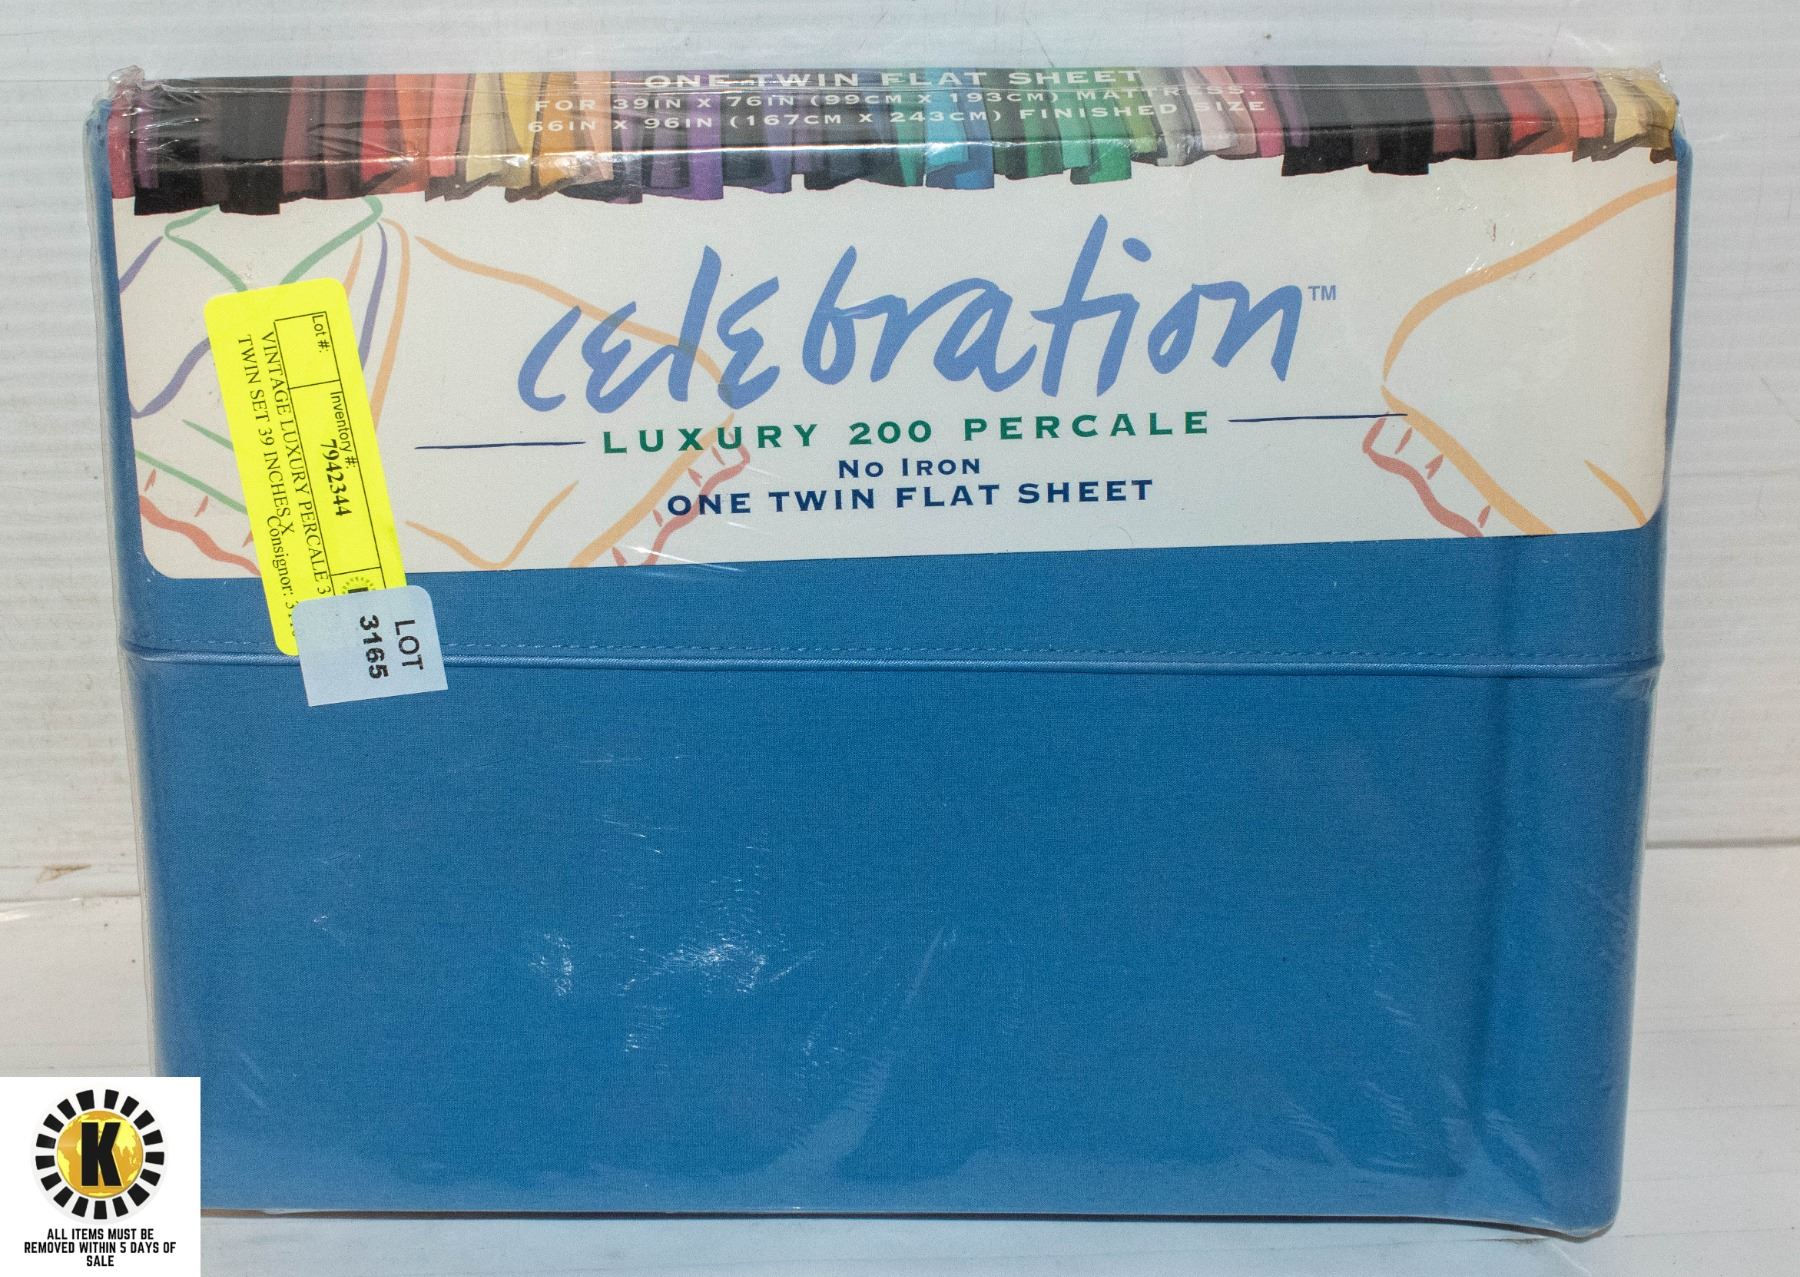 ONE TWIN FLAT SHEET
FOR 39IN X 76IN (99CM X 193CM) MATTRESS.
66IN X 96IN (167CM X 243CM) FINISHED SIZE
celebration™
LUXURY 200 PERCALE
NO IRON
ONE TWIN FLAT SHEET
Lot #:
Inventory #:
7942344
VINTAGE LUXURY PERCALE 3
TWIN SET 39 INCHES X
Consignor:
LOT
3165
K
ALL ITEMS MUST BE
REMOVED WITHIN 5 DAYS OF
SALE